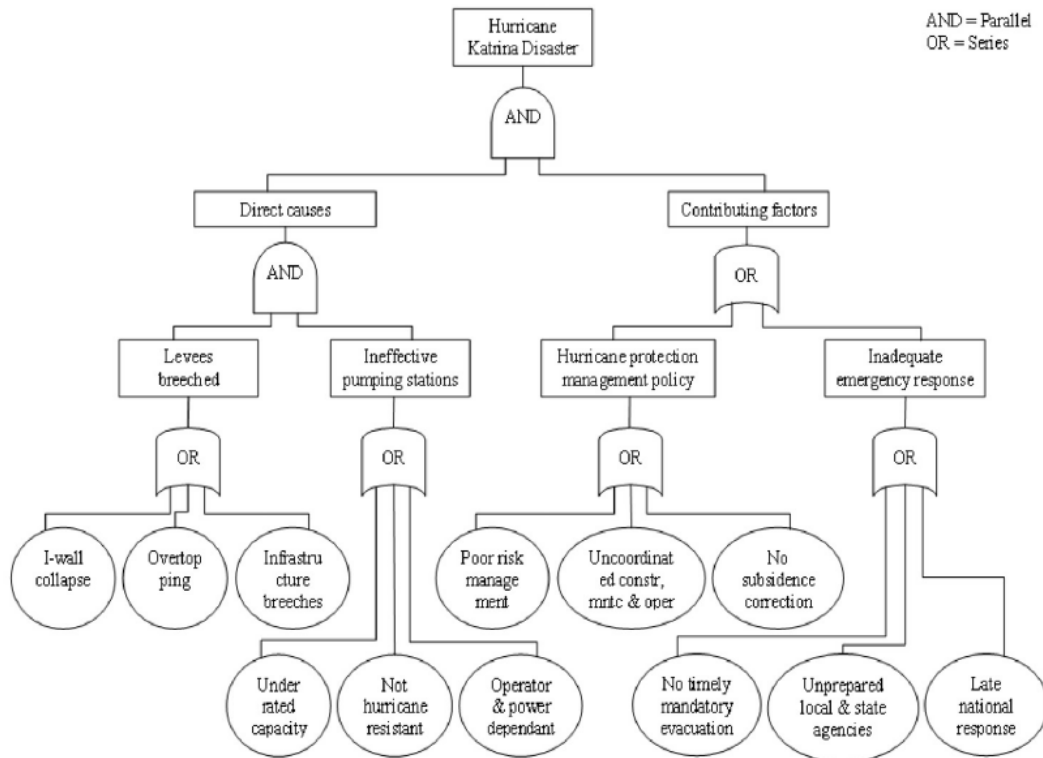 Hurricane
Katrina Disaster
AND = Parallel
OR = Series
AND
Direct causes
Contributing factors
AND
OR
Levees
breeched
Ineffective
pumping stations
Hurricane protection
management policy
Inadequate
emergency response
OR
OR
OR
OR
I-wall
collapse
Overtop
ping
Infrastru
cture
breeches
Poor risk
manage
ment
Uncoordinat
ed constr,
mntc & oper
No
subsidence
correction
Under
rated
capacity
Not
hurricane
resistant
Operator
& power
dependant
No timely
mandatory
evacuation
Unprepared
local & state
agencies
Late
national
response